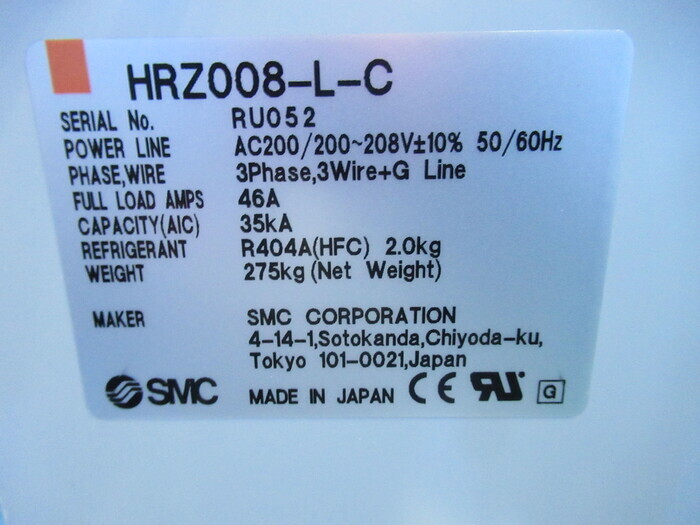 HRZ008-L-C
SERIAL No. RU052
POWER LINE AC200/200~208V±10% 50/60Hz
PHASE,WIRE 3Phase,3Wire+G Line
FULL LOAD AMPS 46A
CAPACITY(AIC) 35kA
REFRIGERANT R404A(HFC) 2.0kg
WEIGHT 275kg(Net Weight)
MAKER SMC CORPORATION
4-14-1,Sotokanda,Chiyoda-ku,
Tokyo 101-0021,Japan
SMC MADE IN JAPAN CE RU G